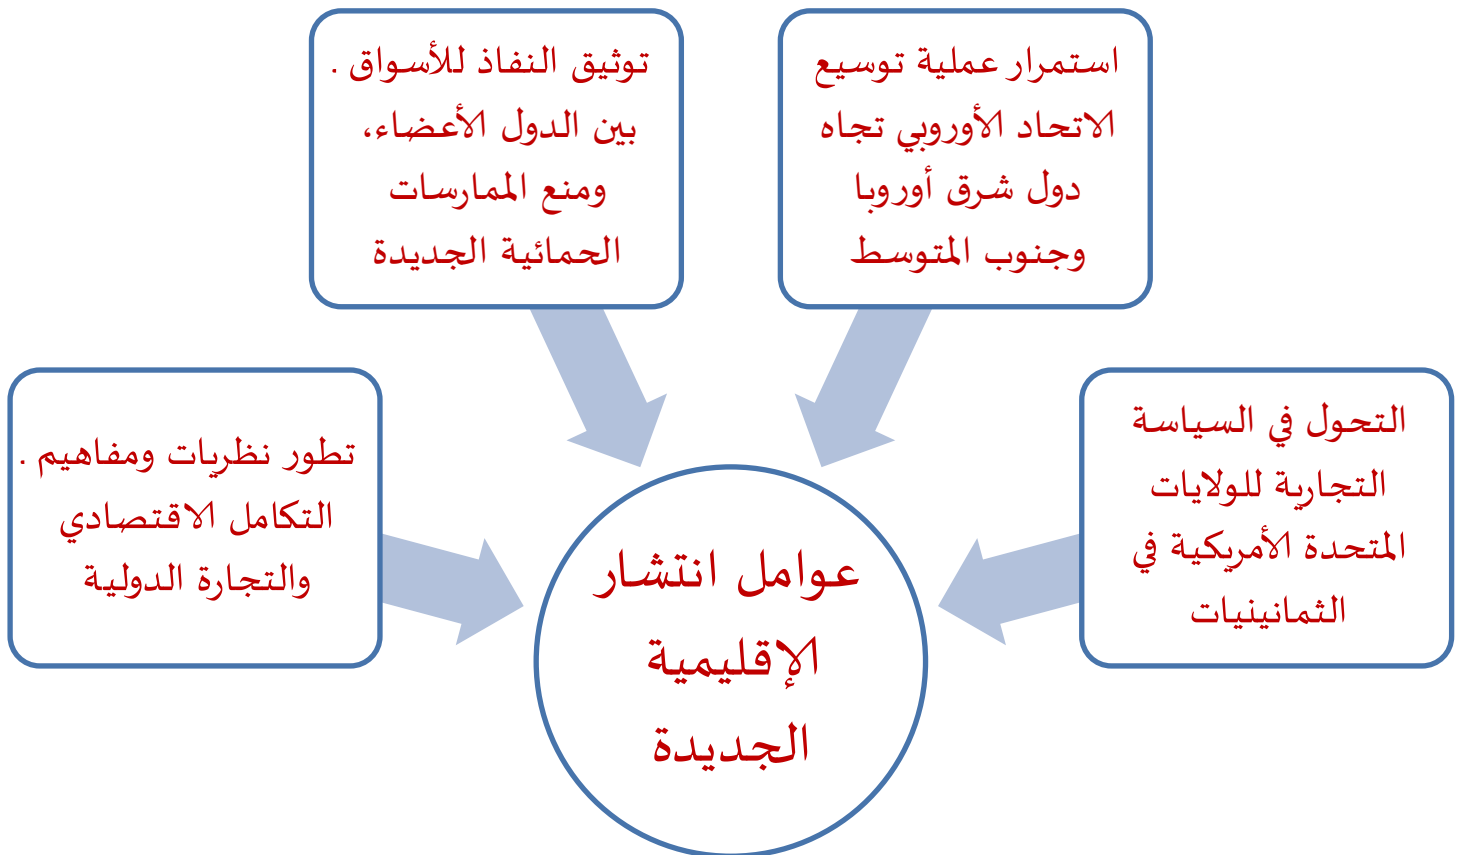 استمرار عملية توسيع
الاتحاد الأوروبي تجاه
دول شرق أوروبا
وجنوب المتوسط
توثيق النفاذ للأسواق .
بين الدول الأعضاء،
ومنع الممارسات
الحمائية الجديدة
التحول في السياسة
التجارية للولايات
المتحدة الأمريكية في
الثمانينيات
تطور نظريات ومفاهيم .
التكامل الاقتصادي
والتجارة الدولية
عوامل انتشار
الإقليمية
الجديدة